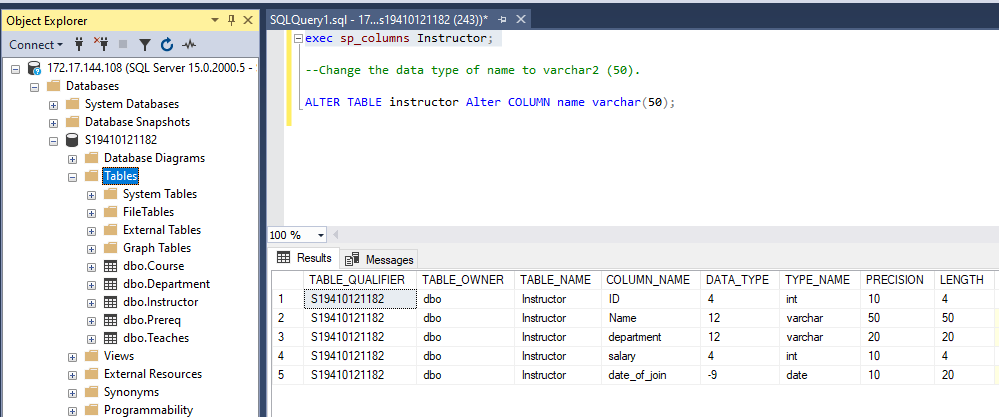 Object Explorer
Connect
172.17.144.108 (SQL Server 15.0.2000.5 -
Databases
System Databases
Database Snapshots
S19410121182
Database Diagrams
Tables
System Tables
FileTables
External Tables
Graph Tables
dbo.Course
dbo.Department
dbo.Instructor
dbo.Prereq
dbo.Teaches
Views
External Resources
Synonyms
Programmability
SQLQuery1.sql - 17...s19410121182 (243))*
exec sp_columns Instructor;
--Change the data type of name to varchar2 (50).
ALTER TABLE instructor Alter COLUMN name varchar(50);
100 %
Results Messages
TABLE_QUALIFIER TABLE_OWNER TABLE_NAME COLUMN_NAME DATA_TYPE TYPE_NAME PRECISION LENGTH
1 S19410121182 dbo Instructor ID 4 int 10 4
2 S19410121182 dbo Instructor Name 12 varchar 50 50
3 S19410121182 dbo Instructor department 12 varchar 20 20
4 S19410121182 dbo Instructor salary 4 int 10 4
5 S19410121182 dbo Instructor date_of_join -9 date 10 20